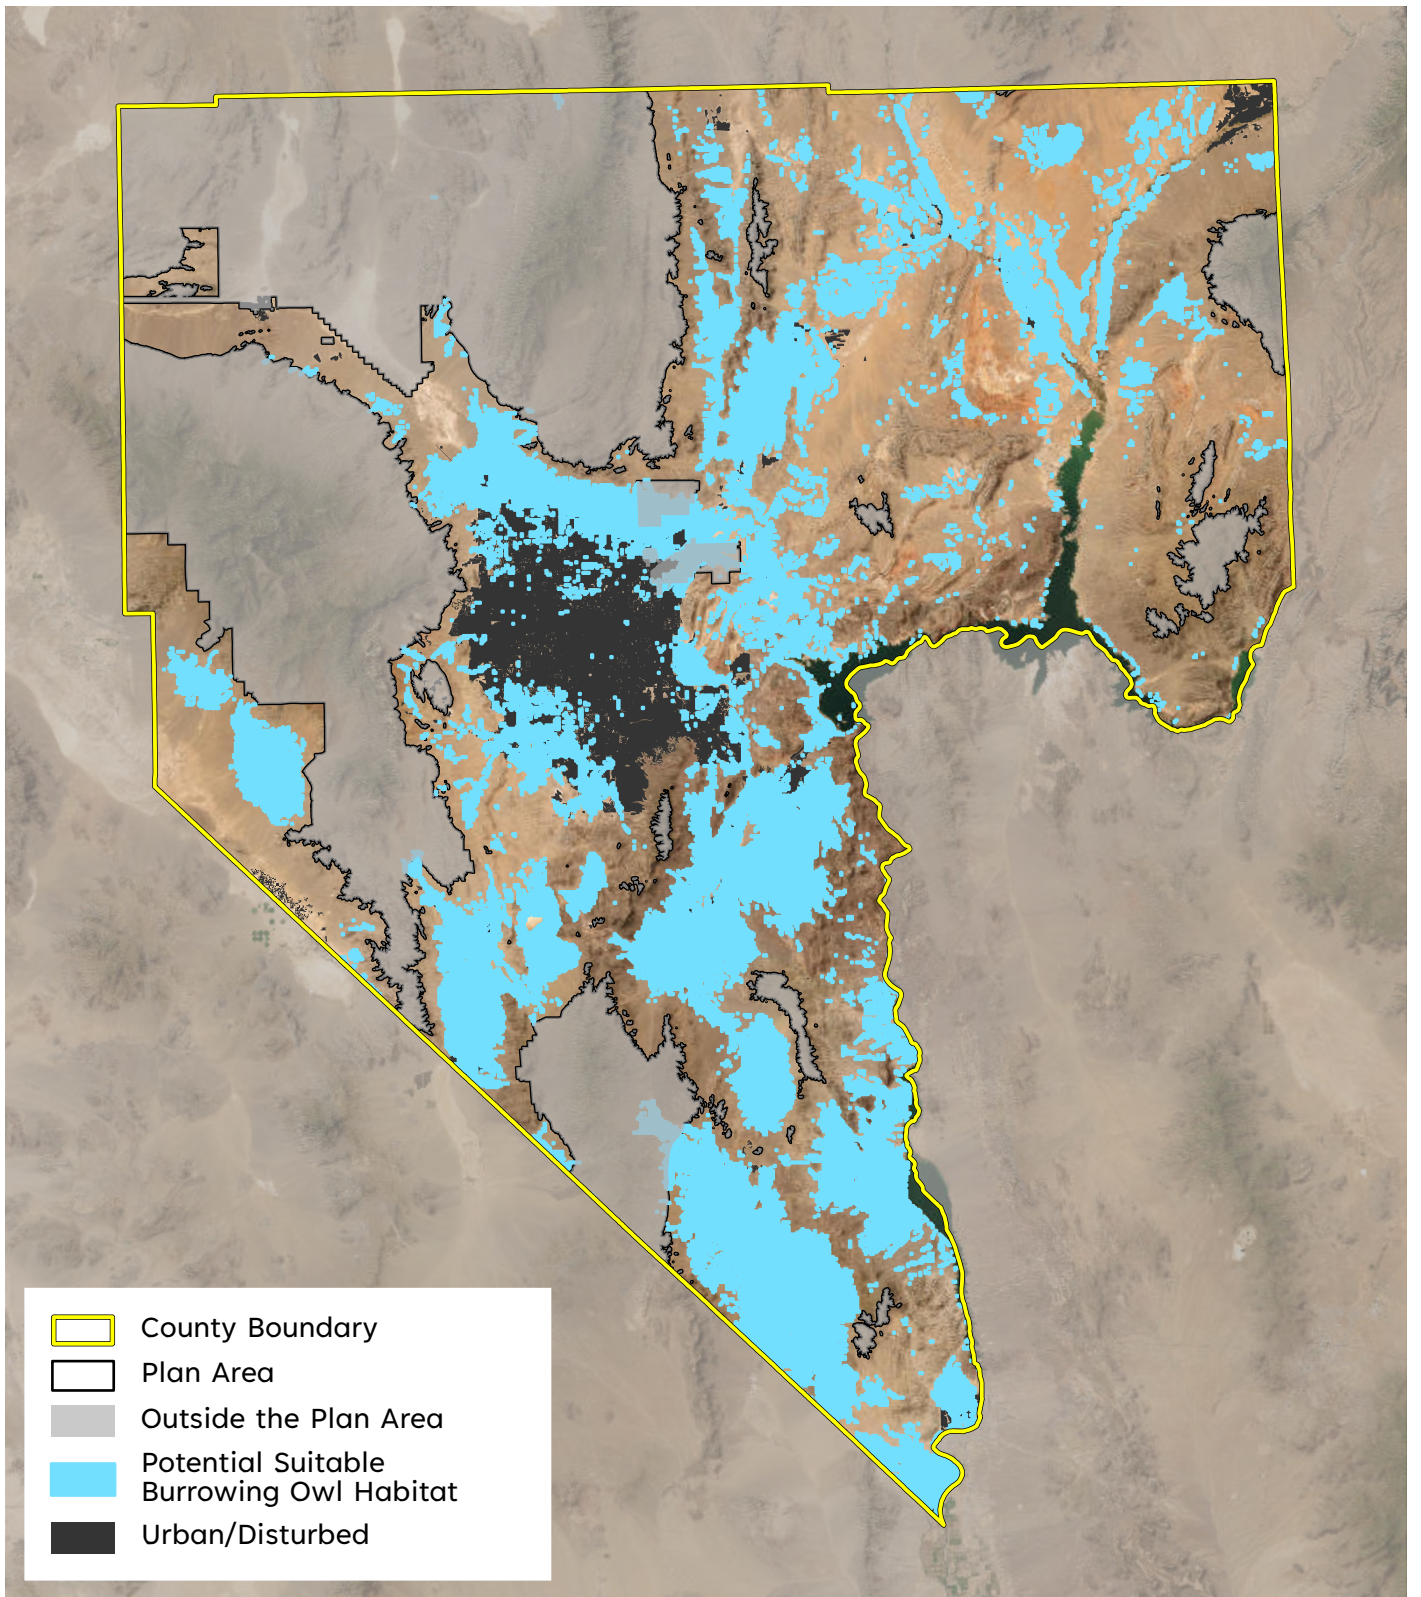 County Boundary
Plan Area
Outside the Plan Area
Potential Suitable
Burrowing Owl Habitat
Urban/Disturbed